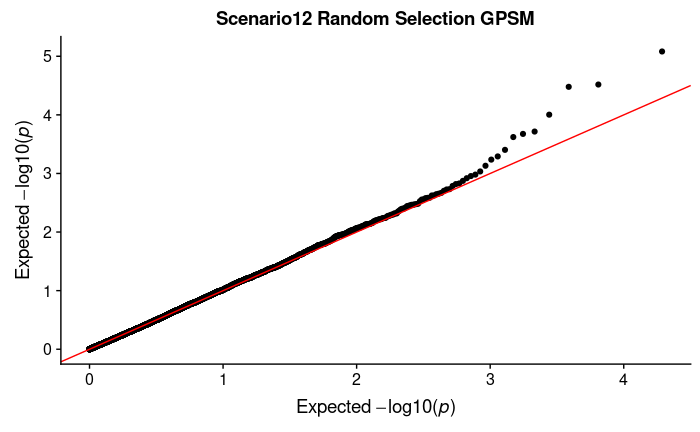 Scenario12 Random Selection GPSM
Expected −log10(p)
5
4
3
2
1
0
0 1 2 3 4
Expected −log10(p)